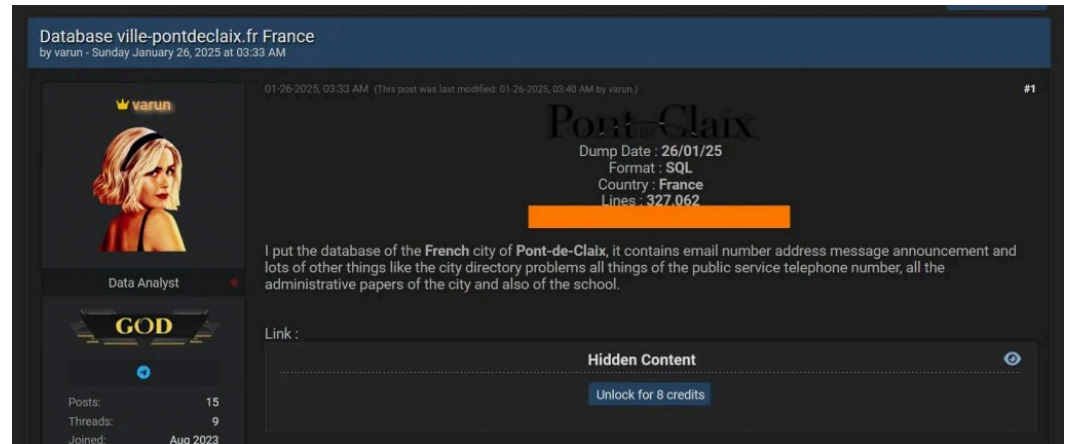 Database ville-pontdeclaix.fr France
by varun - Sunday January 26, 2025 at 03:33 AM
01-26-2025, 03:33 AM (This post was last modified: 01-26-2025, 03:40 AM by varun.)
#1
varun
Data Analyst
GOD
Posts: 15
Threads: 9
Joined: Aug 2023
Pont DE Claix
Dump Date : 26/01/25
Format : SQL
Country : France
Lines : 327.062
I put the database of the French city of Pont-de-Claix, it contains email number address message announcement and
lots of other things like the city directory problems all things of the public service telephone number, all the
administrative papers of the city and also of the school.
Link :
Hidden Content
Unlock for 8 credits